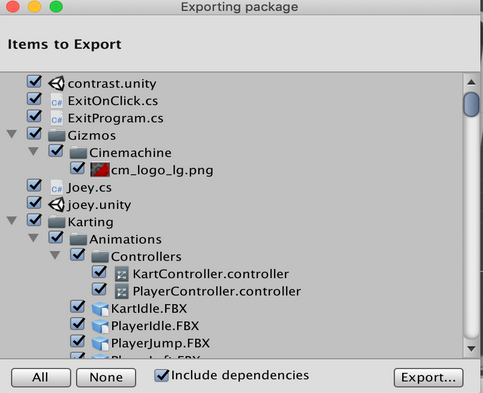 Exporting package
Items to Export
contrast.unity
C# ExitOnClick.cs
C# ExitProgram.cs
Gizmos
Cinemachine
cm_logo_lg.png
C# Joey.cs
joey.unity
Karting
Animations
Controllers
KartController.controller
PlayerController.controller
KartIdle.FBX
PlayerIdle.FBX
PlayerJump.FBX
All None Include dependencies Export...